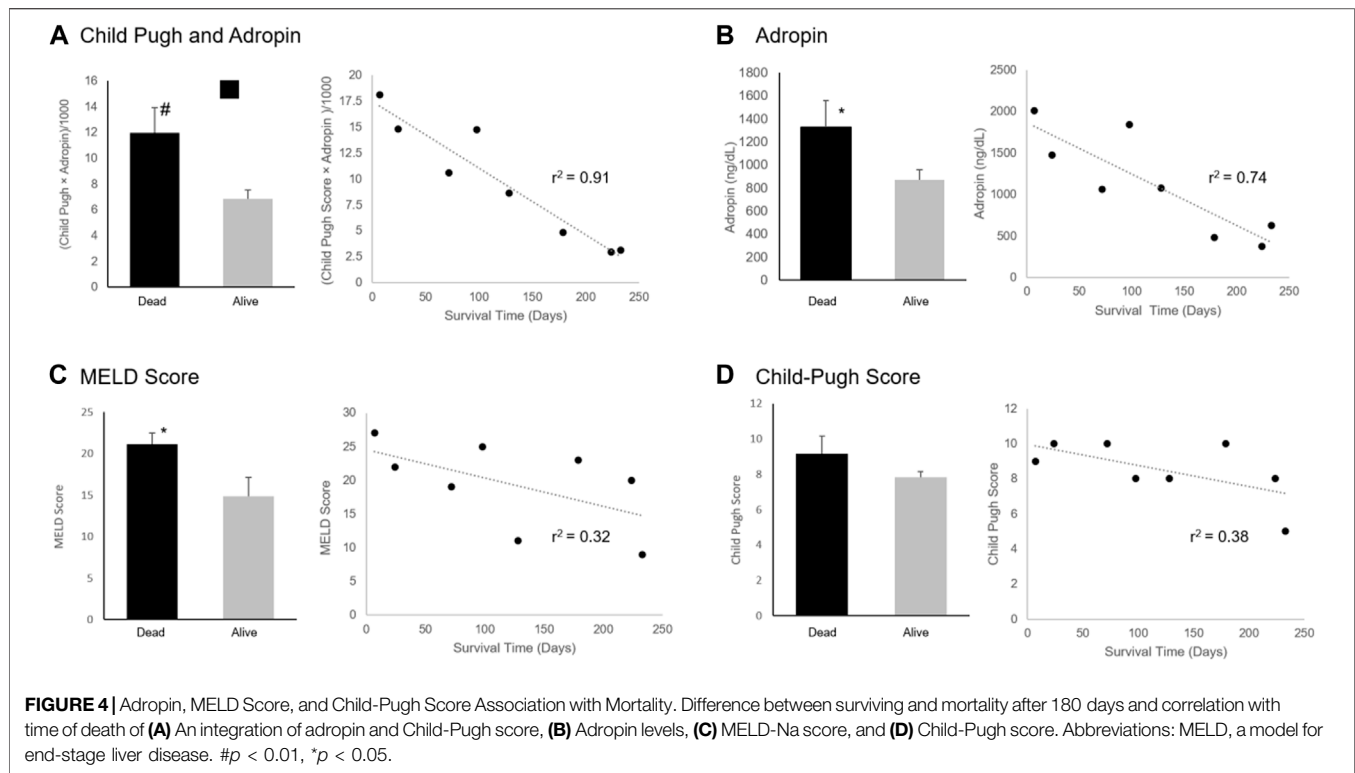 A Child Pugh and Adropin
(Child Pugh × Adropin)/1000
16
14
12
10
8
6
4
2
0
#
Dead
Alive
(Child Pugh Score × Adropin )/1000
20
17.5
15
12.5
10
7.5
5
2.5
0
r² = 0.91
0 50 100 150 200 250
Survival Time (Days)
B Adropin
Adropin (ng/dL)
1800
1600
1400
1200
1000
800
600
400
200
0
*
Dead
Alive
Adropin (ng/dL)
2500
2000
1500
1000
500
0
r² = 0.74
0 50 100 150 200 250
Survival Time (Days)
C MELD Score
MELD Score
25
20
15
10
5
0
*
Dead
Alive
MELD Score
30
25
20
15
10
5
0
r² = 0.32
0 50 100 150 200 250
Survival Time (Days)
D Child-Pugh Score
Child Pugh Score
12
10
8
6
4
2
0
Dead
Alive
Child Pugh Score
12
10
8
6
4
2
0
r² = 0.38
0 50 100 150 200 250
Survival Time (Days)
FIGURE 4 | Adropin, MELD Score, and Child-Pugh Score Association with Mortality. Difference between surviving and mortality after 180 days and correlation with
time of death of (A) An integration of adropin and Child-Pugh score, (B) Adropin levels, (C) MELD-Na score, and (D) Child-Pugh score. Abbreviations: MELD, a model for
end-stage liver disease. #p < 0.01, *p < 0.05.